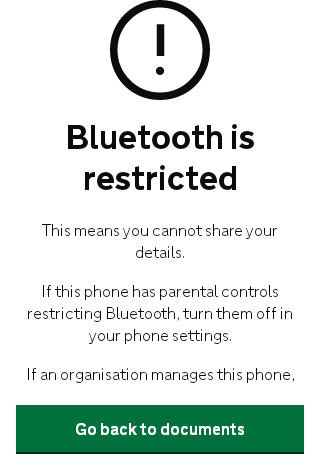 Bluetooth is
restricted
This means you cannot share your
details.
If this phone has parental controls
restricting Bluetooth, turn them off in
your phone settings.
If an organisation manages this phone,
Go back to documents